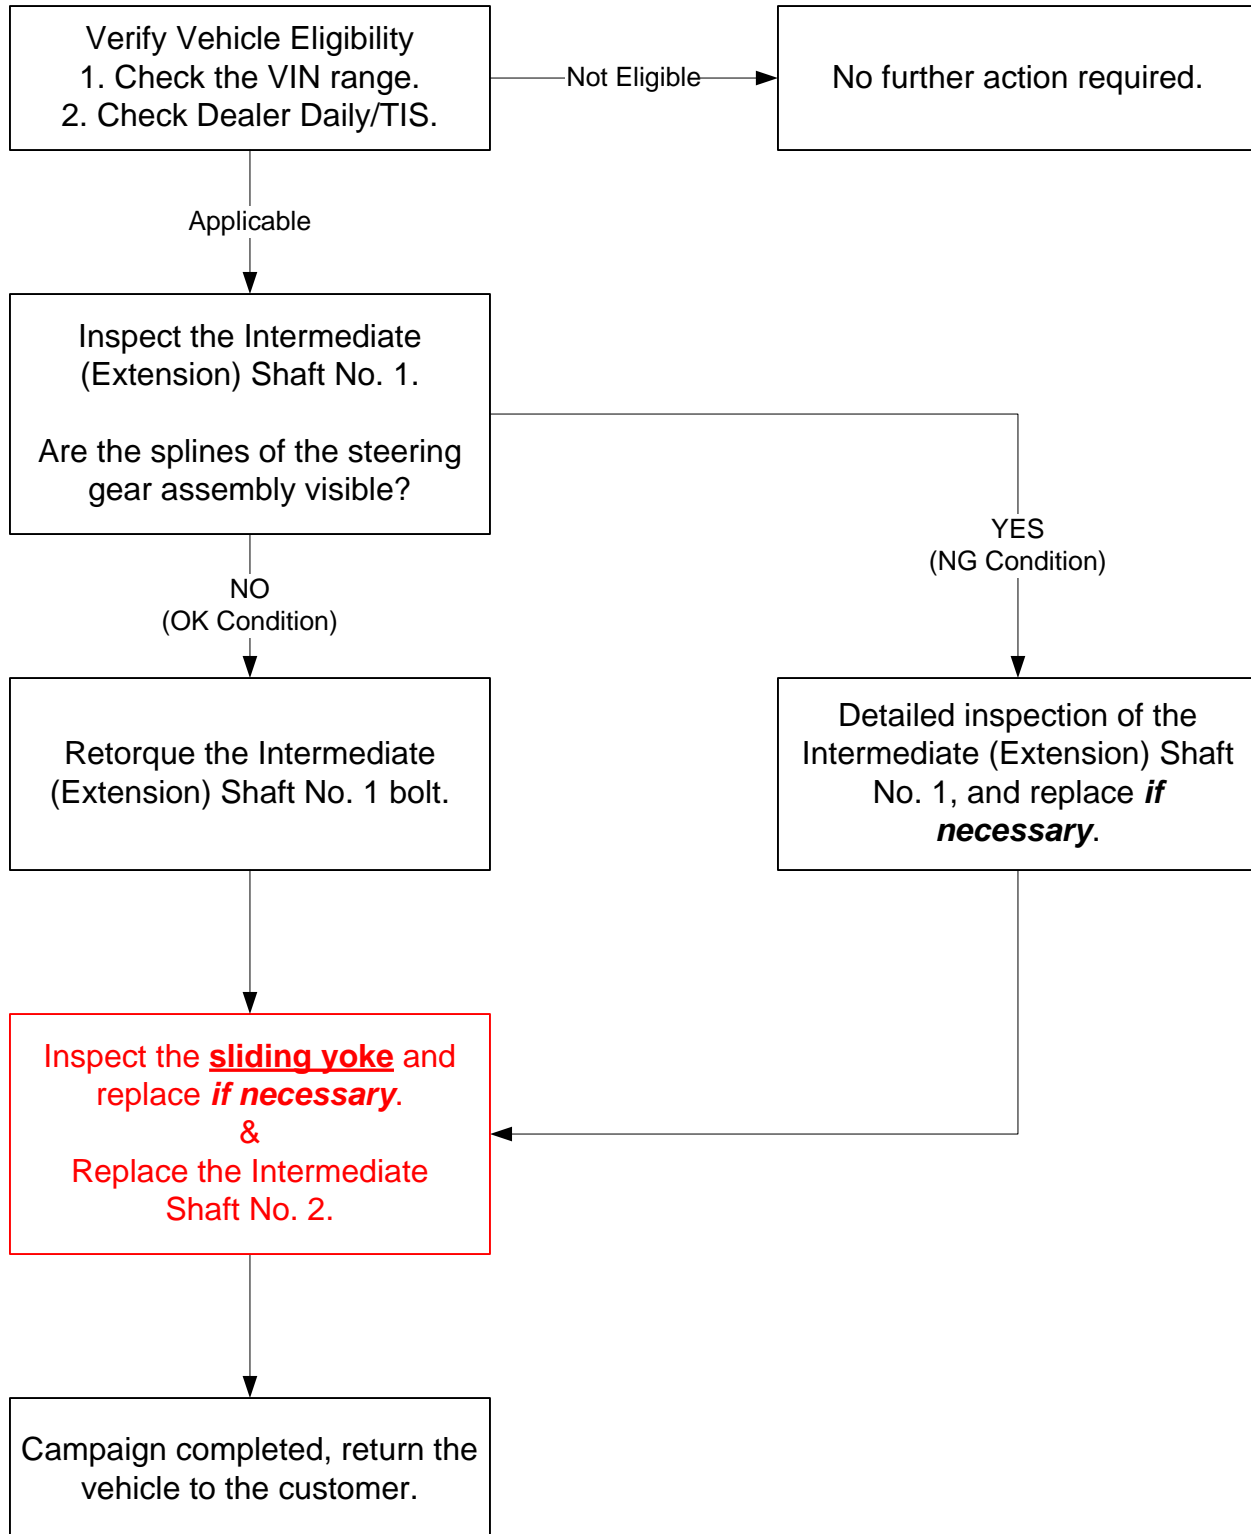 Verify Vehicle Eligibility
1. Check the VIN range.
2. Check Dealer Daily/TIS.
Not Eligible
No further action required.
Applicable
Inspect the Intermediate
(Extension) Shaft No. 1.
Are the splines of the steering
gear assembly visible?
YES
(NG Condition)
NO
(OK Condition)
Retorque the Intermediate
(Extension) Shaft No. 1 bolt.
Detailed inspection of the
Intermediate (Extension) Shaft
No. 1, and replace if
necessary.
Inspect the sliding yoke and
replace if necessary.
&
Replace the Intermediate
Shaft No. 2.
Campaign completed, return the
vehicle to the customer.